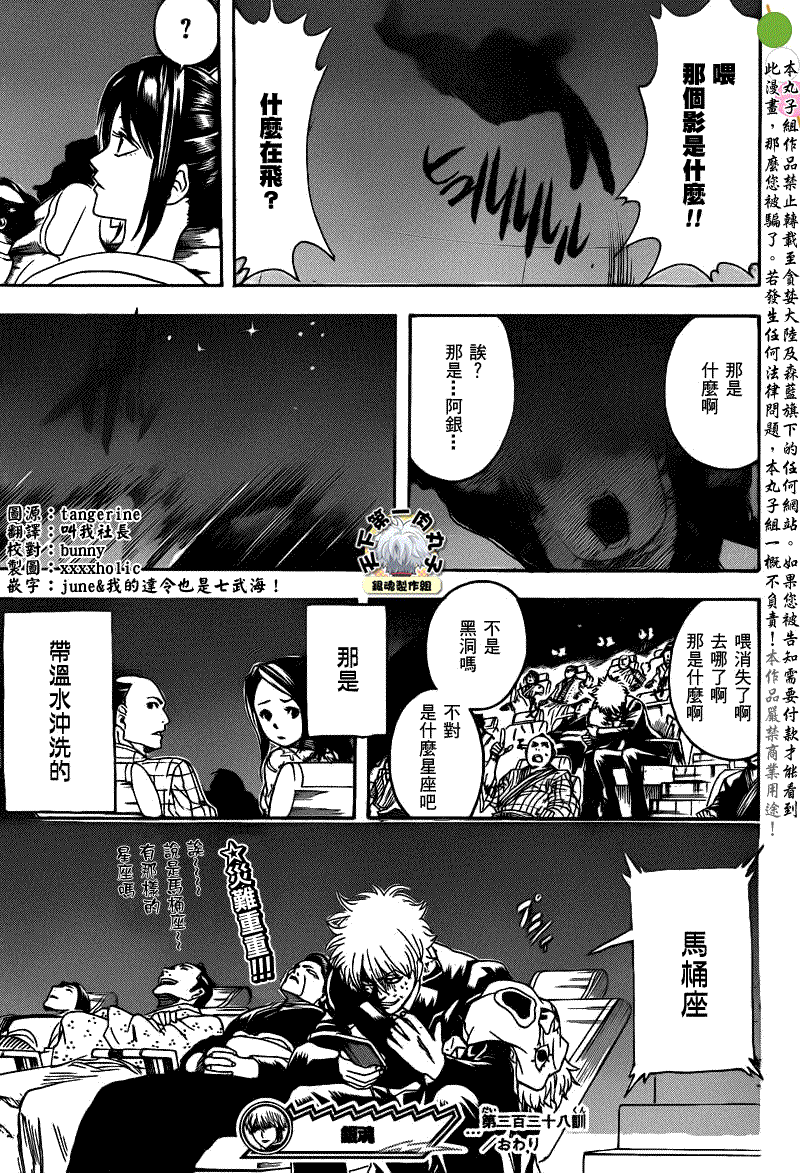 喂
那個影是什麼!!
什麼在飛?
?
那是
什麼啊
誒?
那是…阿銀…
喂消失了啊
去哪了啊
那是什麼啊
不是
黑洞嗎
不對
是什麼星座吧
那是
帶溫水沖洗的
馬桶座
☆災難重重!!!
誒~~~
說是馬桶座~
有那樣的
星座嗎
銀魂
第三百三十八訓
…／おわり
天下第一肉丸子
銀魂製作組
圖源：tangerine
翻譯：叫我社長
校對：bunny
製圖：xxxxholic
嵌字：june&我的達令也是七武海！
本丸子組作品禁止轉載至貪婪大陸及森藍旗下的任何網站。如果您被告知需要付款才能看到
此漫畫，那麼您被騙了。若發生任何法律問題，本丸子組一概不負責！本作品嚴禁商業用途！